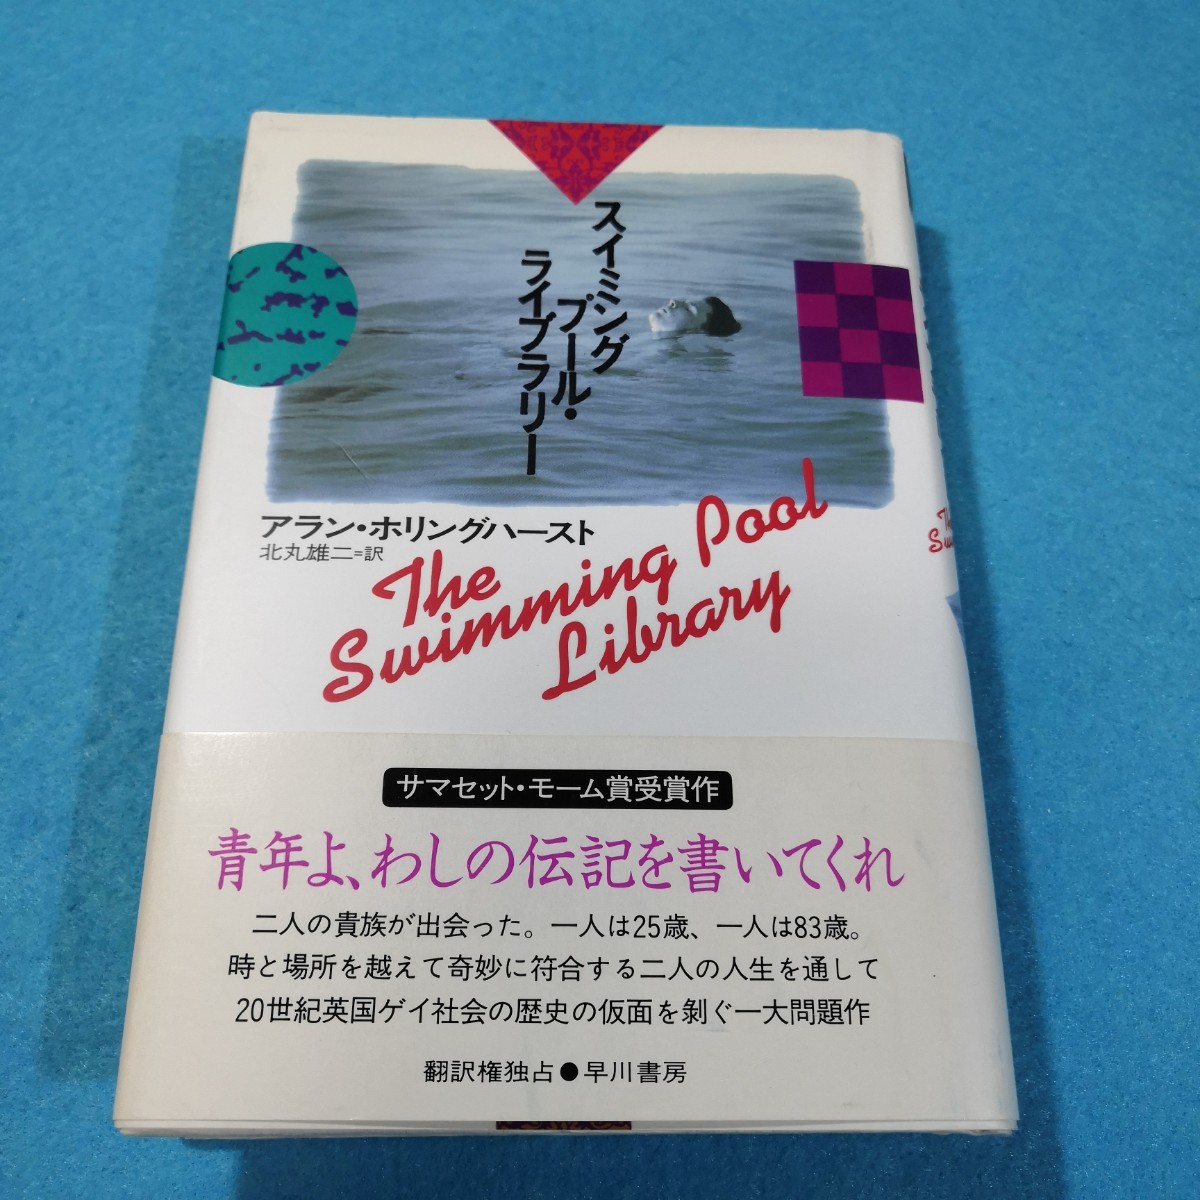 スイミング
プール・
ライブラリー
アラン・ホリングハースト
北丸雄二=訳
The
Swimming Pool
Library
サマセット・モーム賞受賞作
青年よ、わしの伝記を書いてくれ
二人の貴族が出会った。一人は25歳、一人は83歳。
時と場所を越えて奇妙に符合する二人の人生を通して
20世紀英国ゲイ社会の歴史の仮面を剝ぐ一大問題作
翻訳権独占●早川書房